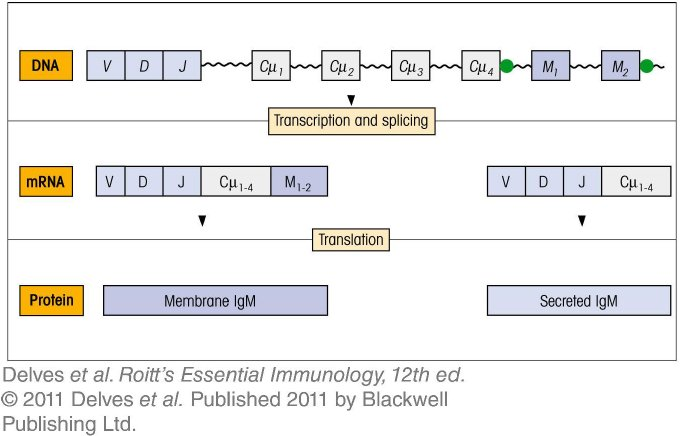 DNA V D J Cμ₁ Cμ₂ Cμ₃ Cμ₄ M₁ M₂
Transcription and splicing
mRNA V D J Cμ₁₋₄ M₁₋₂ V D J Cμ₁₋₄
Translation
Protein Membrane IgM Secreted IgM
Delves et al. Roitt's Essential Immunology, 12th ed.
© 2011 Delves et al. Published 2011 by Blackwell
Publishing Ltd.